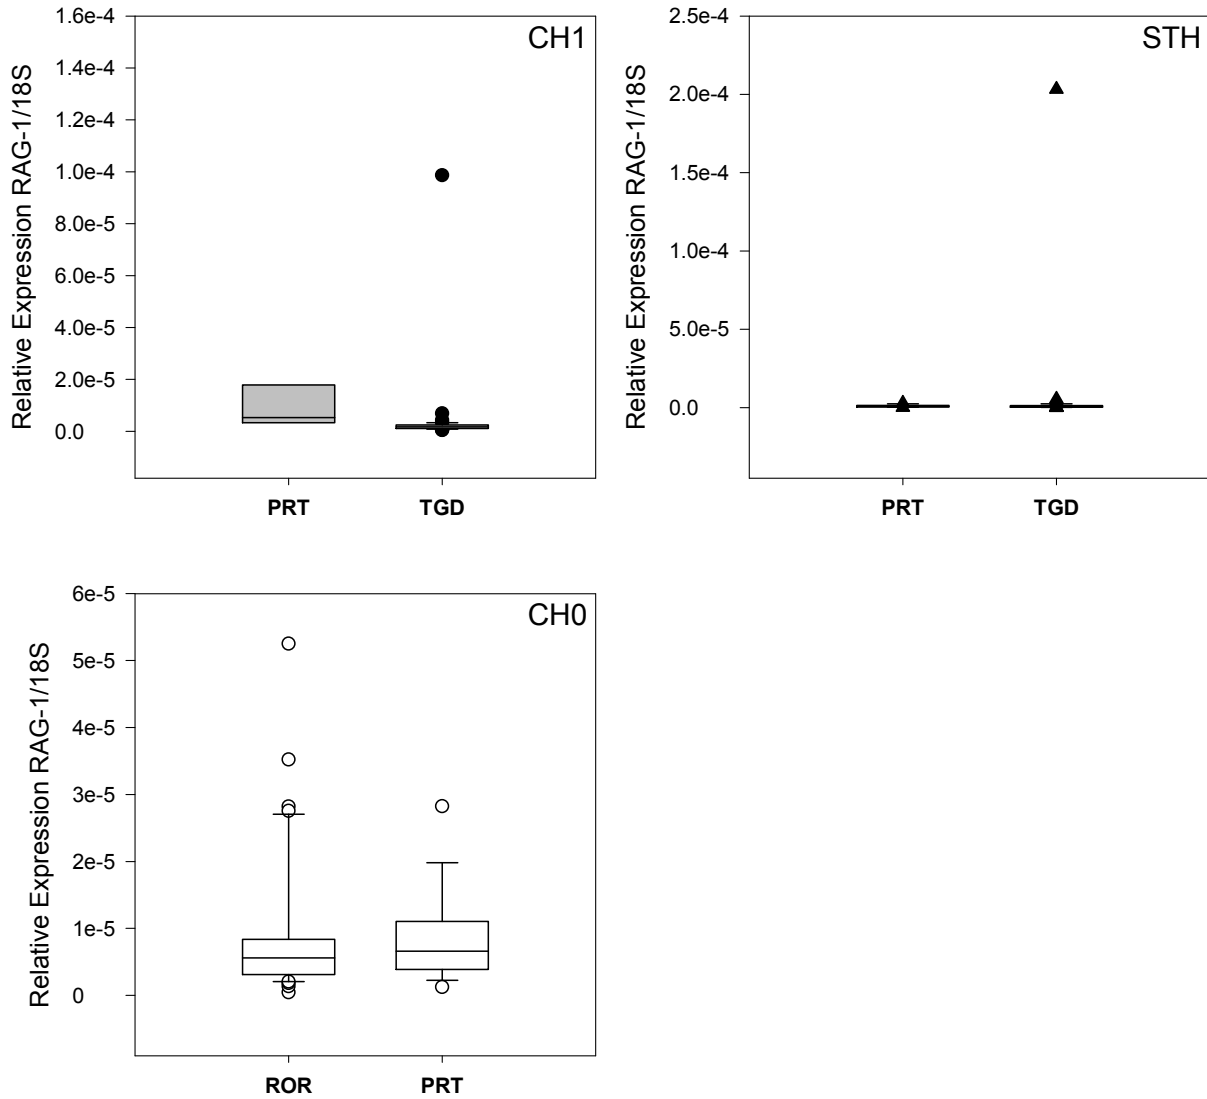 CH1
Relative Expression RAG-1/18S
1.6e-4
1.4e-4
1.2e-4
1.0e-4
8.0e-5
6.0e-5
4.0e-5
2.0e-5
0.0
PRT TGD
STH
Relative Expression RAG-1/18S
2.5e-4
2.0e-4
1.5e-4
1.0e-4
5.0e-5
0.0
PRT TGD
CH0
Relative Expression RAG-1/18S
6e-5
5e-5
4e-5
3e-5
2e-5
1e-5
0
ROR PRT